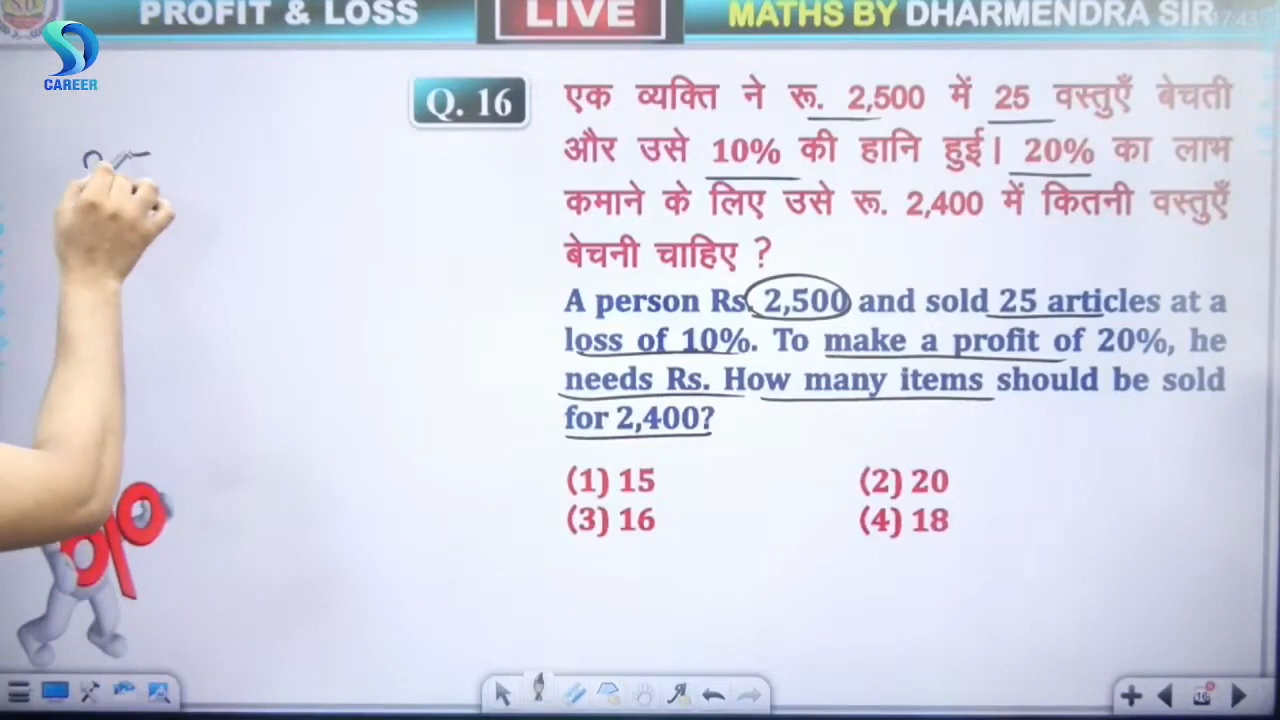 PROFIT & LOSS
LIVE
MATHS BY DHARMENDRA SIR
17:43
CAREER
Q. 16
एक व्यक्ति ने रू. 2,500 में 25 वस्तुएँ बेचती
और उसे 10% की हानि हुई। 20% का लाभ
कमाने के लिए उसे रू. 2,400 में कितनी वस्तुएँ
बेचनी चाहिए ?
A person Rs. 2,500 and sold 25 articles at a
loss of 10%. To make a profit of 20%, he
needs Rs. How many items should be sold
for 2,400?
(1) 15
(2) 20
(3) 16
(4) 18